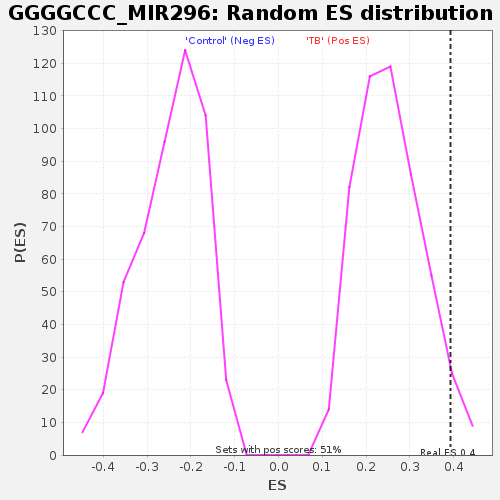 GGGGCCC_MIR296: Random ES distribution
'Control' (Neg ES) 'TB' (Pos ES)
130
120
110
100
90
80
70
60
50
40
30
20
10
0
P(ES)
Sets with pos scores: 51%
Real ES 0.4
-0.4 -0.3 -0.2 -0.1 0.0 0.1 0.2 0.3 0.4
ES